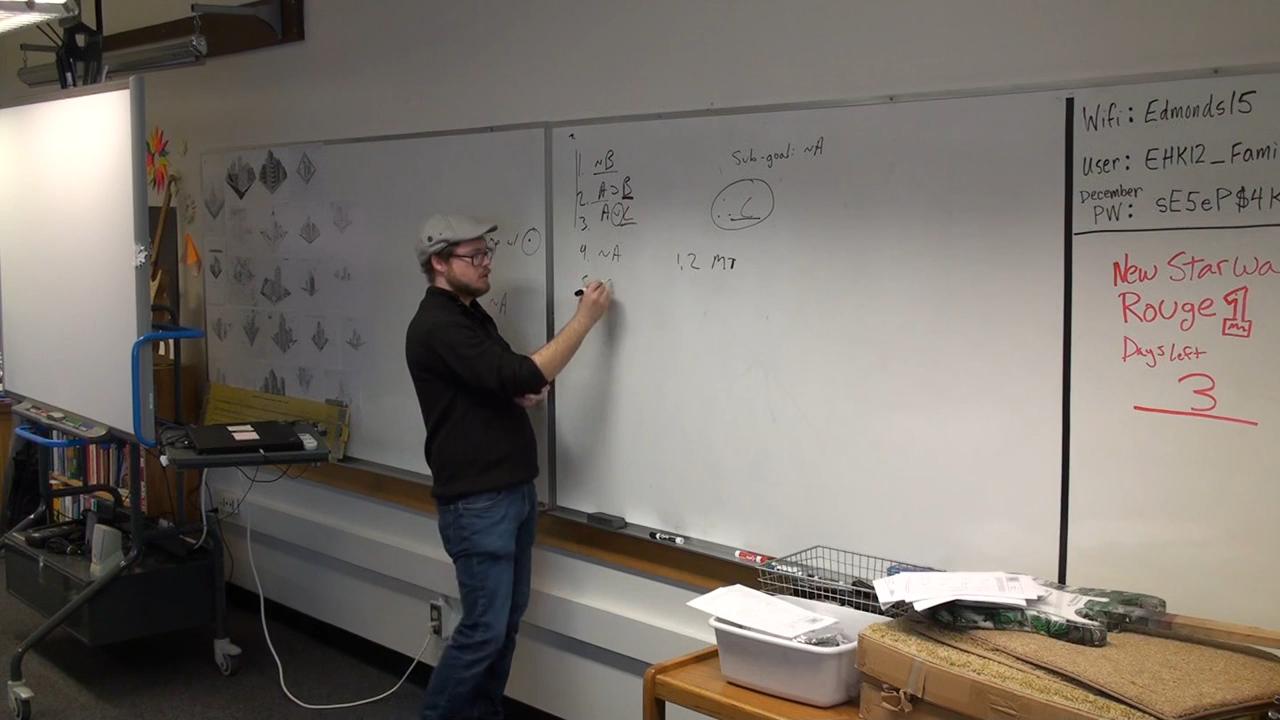 1. ~B
2. A ⊃ B
3. A ∨ C
4. ~A
1,2 MT
Sub-goal: ~A
∴ C
~A
Wifi: Edmonds15
User: EHK12_Fami
December
PW: sE5eP$4K
New Star Wa
Rouge 1
Days left
3